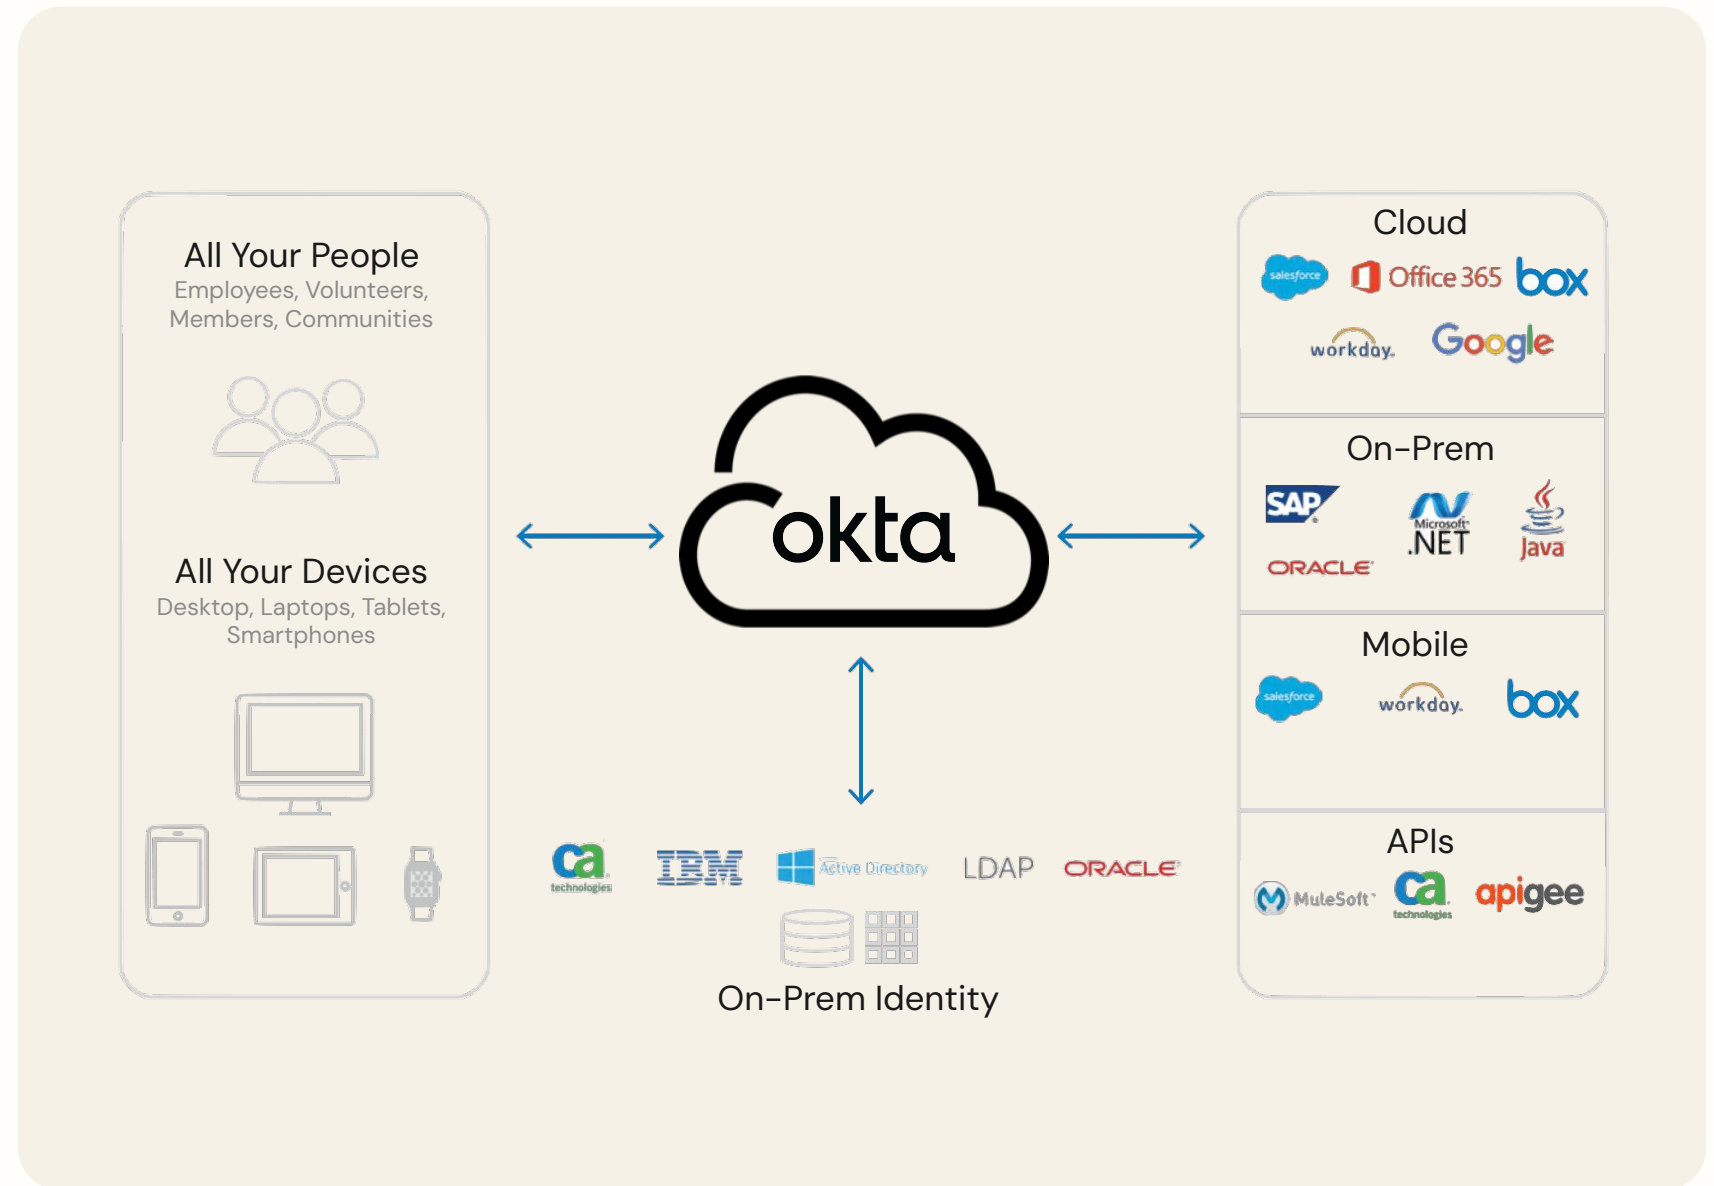 All Your People
Employees, Volunteers,
Members, Communities
All Your Devices
Desktop, Laptops, Tablets,
Smartphones
okta
ca
technologies
IBM
Active Directory
LDAP
ORACLE
On-Prem Identity
Cloud
salesforce
Office 365
box
workday.
Google
On-Prem
SAP
Microsoft
.NET
Java
ORACLE
Mobile
salesforce
workday.
box
APIs
MuleSoft
ca
technologies
apigee